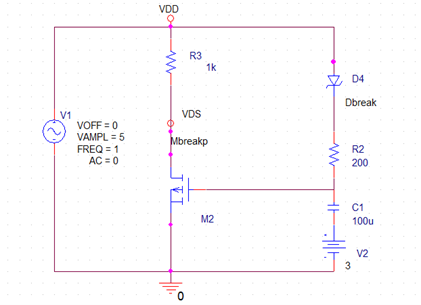 VDD
R3
1k
D4
Dbreak
VDS
V1
VOFF = 0
VAMPL = 5
FREQ = 1
AC = 0
Mbreakp
R2
200
M2
C1
100u
V2
3
0